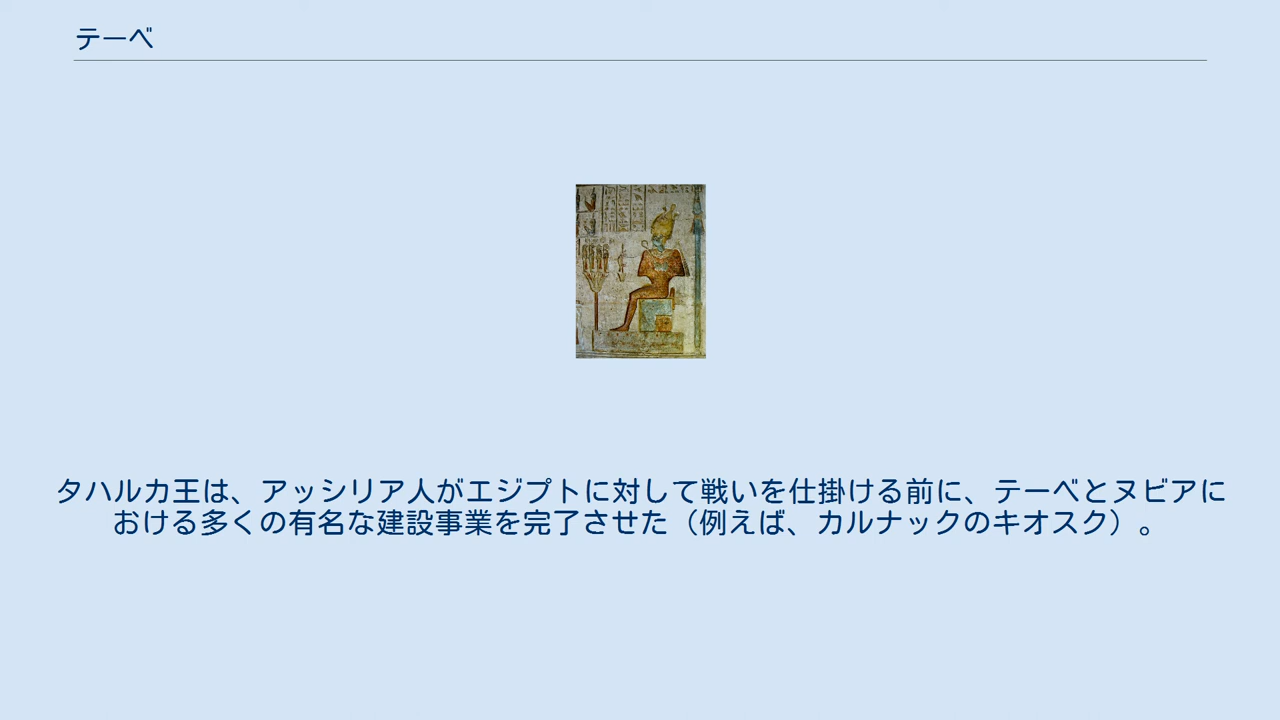 テーベ
タハルカ王は、アッシリア人がエジプトに対して戦いを仕掛ける前に、テーベとヌビアに
おける多くの有名な建設事業を完了させた（例えば、カルナックのキオスク）。